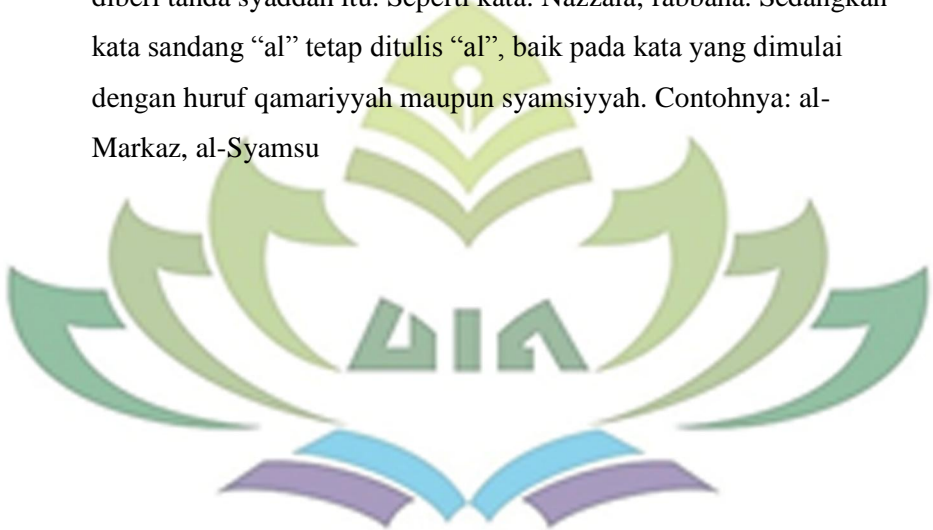 diberi tanda syaddah itu. Seperti kata: Nazzala, rabbana. Sedangkan
kata sandang “al” tetap ditulis “al”, baik pada kata yang dimulai
dengan huruf qamariyyah maupun syamsiyyah. Contohnya: al-
Markaz, al-Syamsu